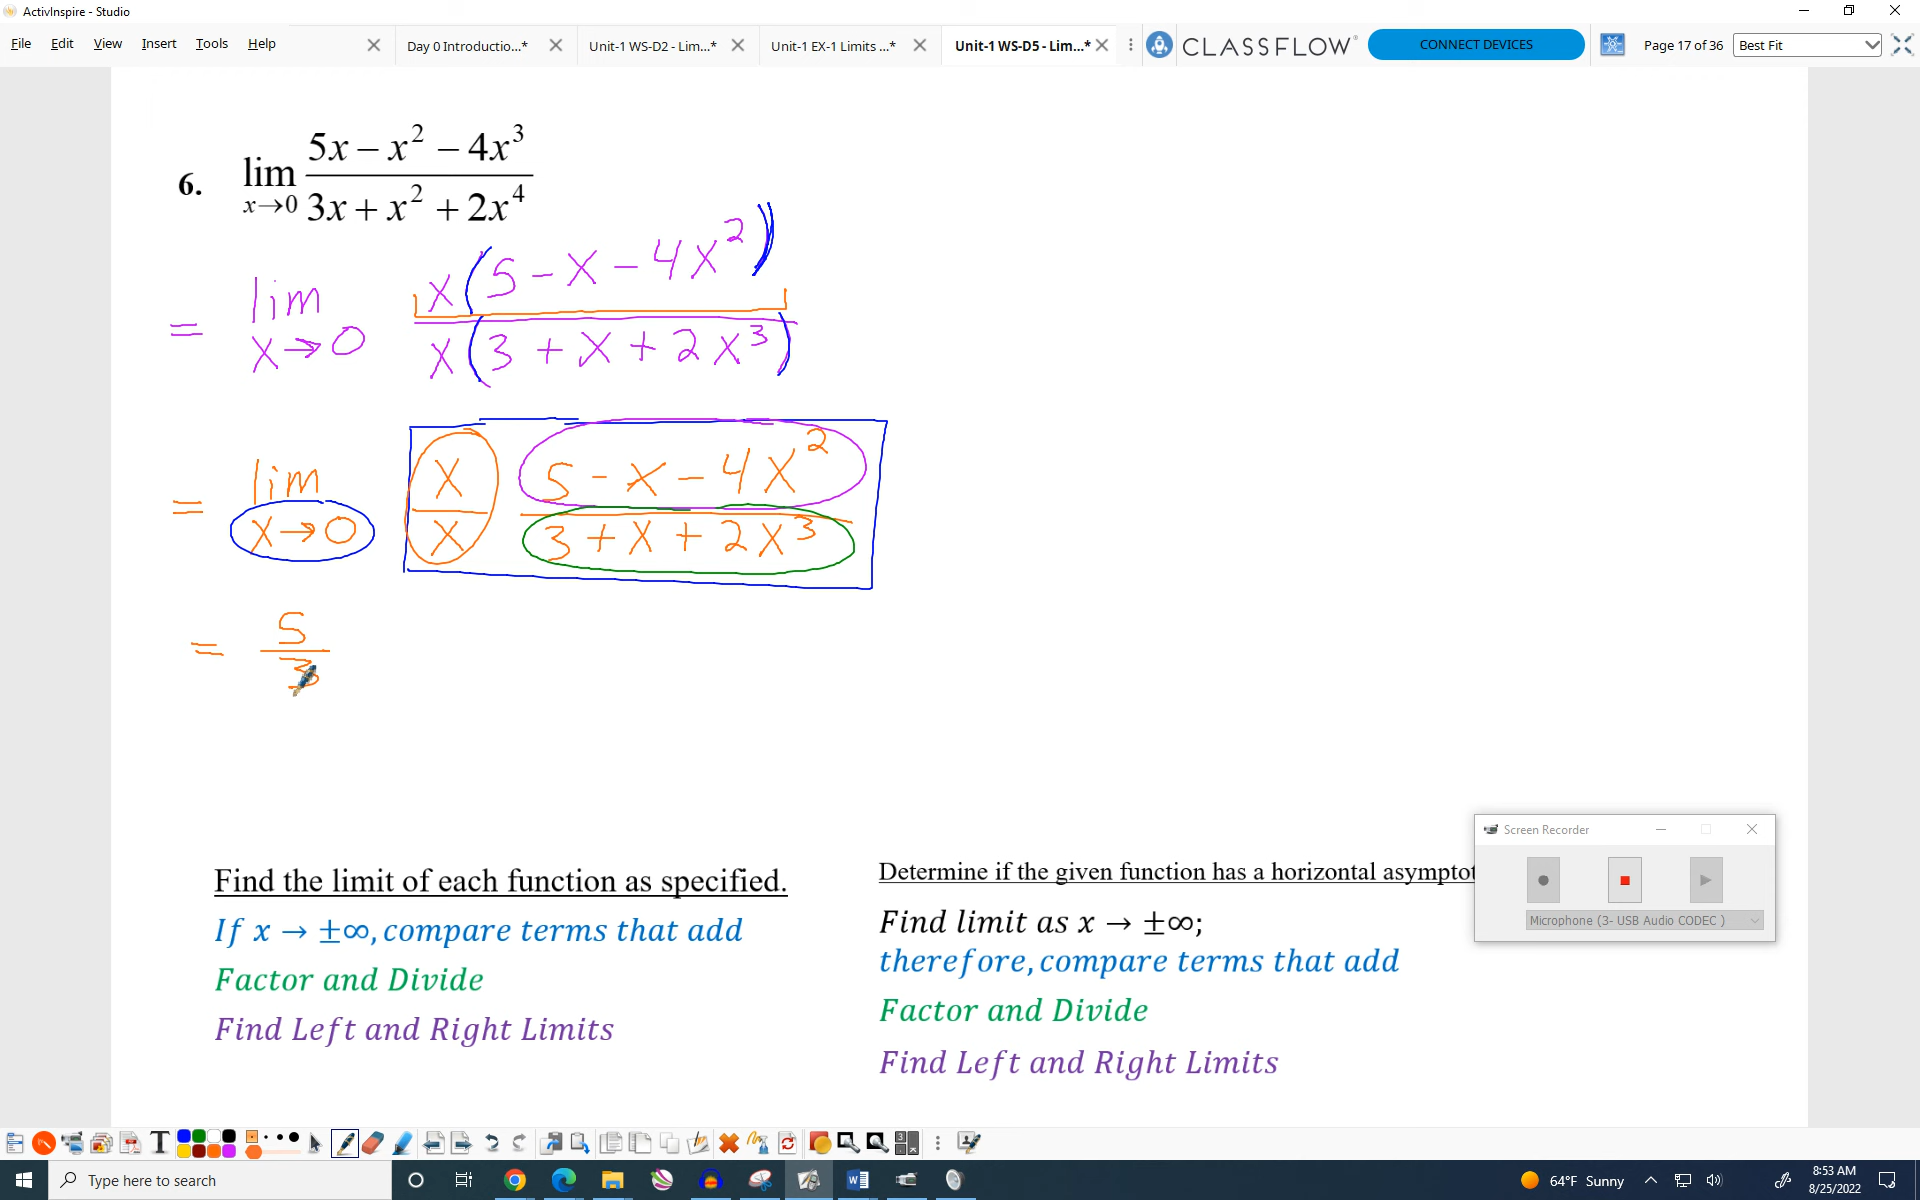 ActivInspire - Studio
File Edit View Insert Tools Help
Day 0 Introductio...* Unit-1 WS-D2 - Lim...* Unit-1 EX-1 Limits ...* Unit-1 WS-D5 - Lim...* CLASSFLOW CONNECT DEVICES Page 17 of 36 Best Fit
6. lim x→0 (5x − x² − 4x³)/(3x + x² + 2x⁴)
= lim x→0 x(5 − x − 4x²)/x(3 + x + 2x³)
= lim x→0 x/x (5 − x − 4x²)/(3 + x + 2x³)
= 5/3
Find the limit of each function as specified.
If x → ±∞, compare terms that add
Factor and Divide
Find Left and Right Limits
Determine if the given function has a horizontal asymptot
Find limit as x → ±∞;
therefore, compare terms that add
Factor and Divide
Find Left and Right Limits
Screen Recorder
Microphone (3- USB Audio CODEC )
Type here to search
64°F Sunny
8:53 AM
8/25/2022